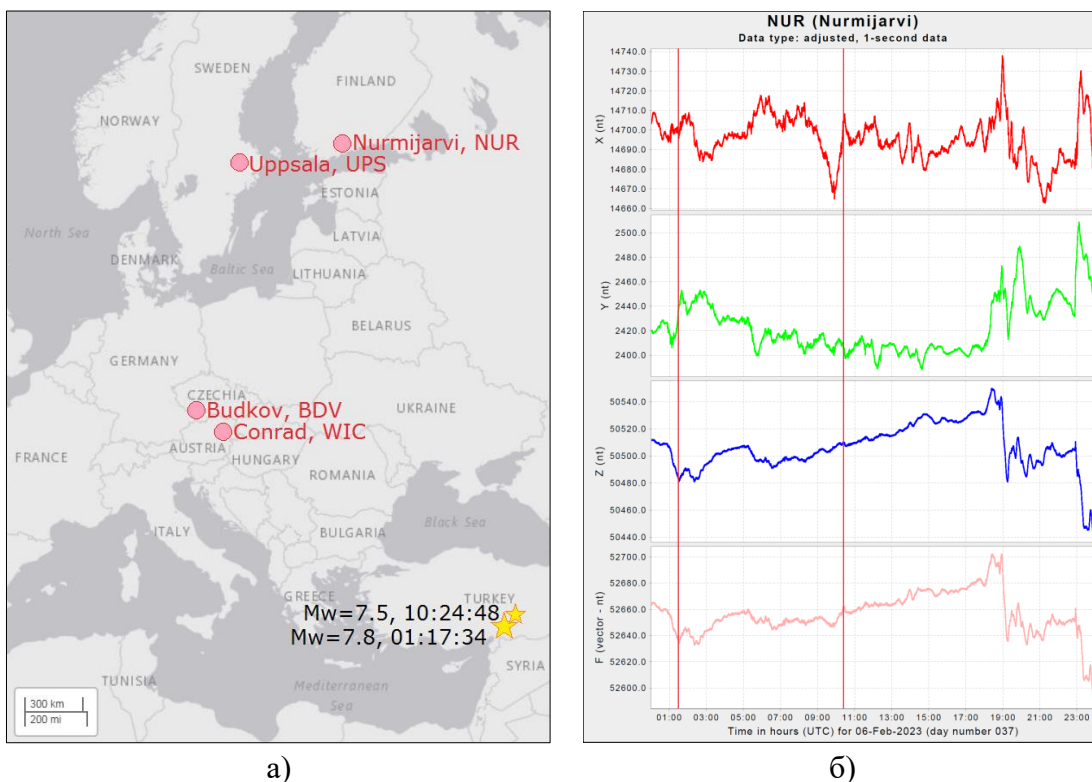 SWEDEN
FINLAND
NORWAY
Nurmijarvi, NUR
Uppsala, UPS
ESTONIA
North Sea
LATVIA
DENMARK
Baltic Sea
LITHUANIA
BELARUS
GERMANY
CZECHIA
Budkov, BDV
UKRAINE
Conrad, WIC
AUSTRIA
FRANCE
HUNGARY
ROMANIA
ITALY
Black Sea
BULGARIA
GREECE
TURKEY
Mw=7.5, 10:24:48
Mw=7.8, 01:17:34
SYRIA
TUNISIA
Mediterranean
Sea
300 km
200 mi
а)
NUR (Nurmijarvi)
Data type: adjusted, 1-second data
X (nt)
14740.0
14730.0
14720.0
14710.0
14700.0
14690.0
14680.0
14670.0
14660.0
Y (nt)
2500.0
2480.0
2460.0
2440.0
2420.0
2400.0
Z (nt)
50540.0
50520.0
50500.0
50480.0
50460.0
50440.0
F (vector - nt)
52700.0
52680.0
52660.0
52640.0
52620.0
52600.0
01:00 03:00 05:00 07:00 09:00 11:00 13:00 15:00 17:00 19:00 21:00 23:00
Time in hours (UTC) for 06-Feb-2023 (day number 037)
б)